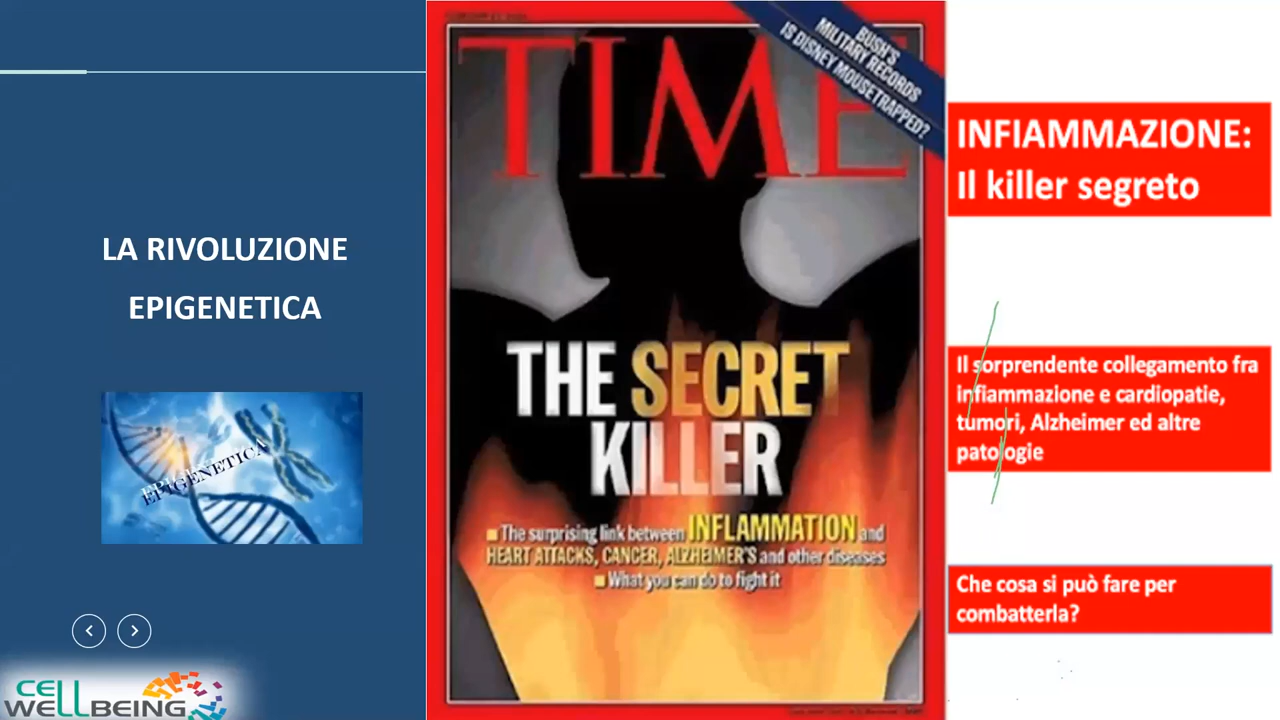 LA RIVOLUZIONE
EPIGENETICA
EPIGENETICA
CELL
WELLBEING
TIME
BUSH'S
MILITARY RECORDS
IS DISNEY MOUSETRAPPED?
THE SECRET
KILLER
The surprising link between INFLAMMATION and
HEART ATTACKS, CANCER, ALZHEIMER'S and other diseases
What you can do to fight it
INFIAMMAZIONE:
Il killer segreto
Il sorprendente collegamento fra
infiammazione e cardiopatie,
tumori, Alzheimer ed altre
patologie
Che cosa si può fare per
combatterla?